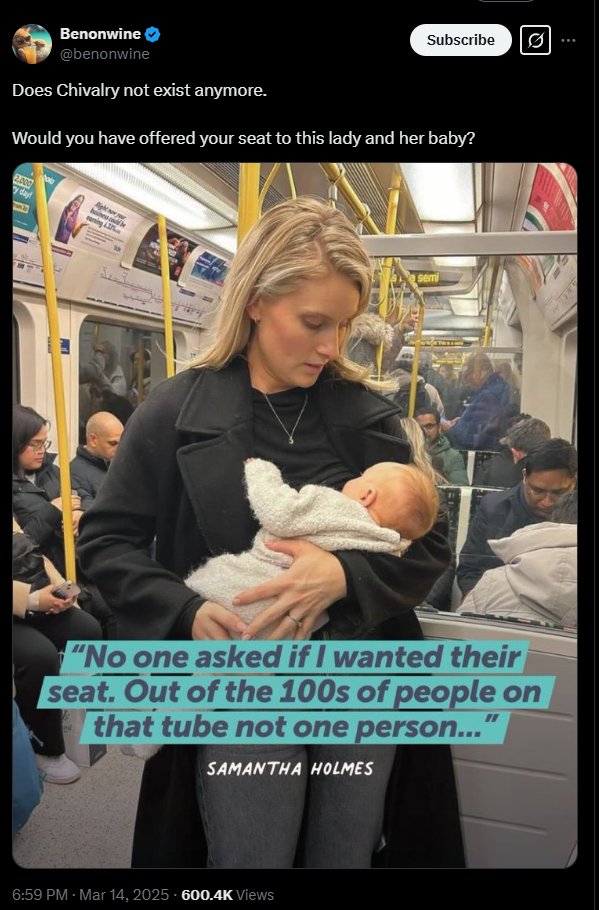 Benonwine
@benonwine
Subscribe
Does Chivalry not exist anymore.
Would you have offered your seat to this lady and her baby?
“No one asked if I wanted their
seat. Out of the 100s of people on
that tube not one person...”
SAMANTHA HOLMES
6:59 PM · Mar 14, 2025 · 600.4K Views